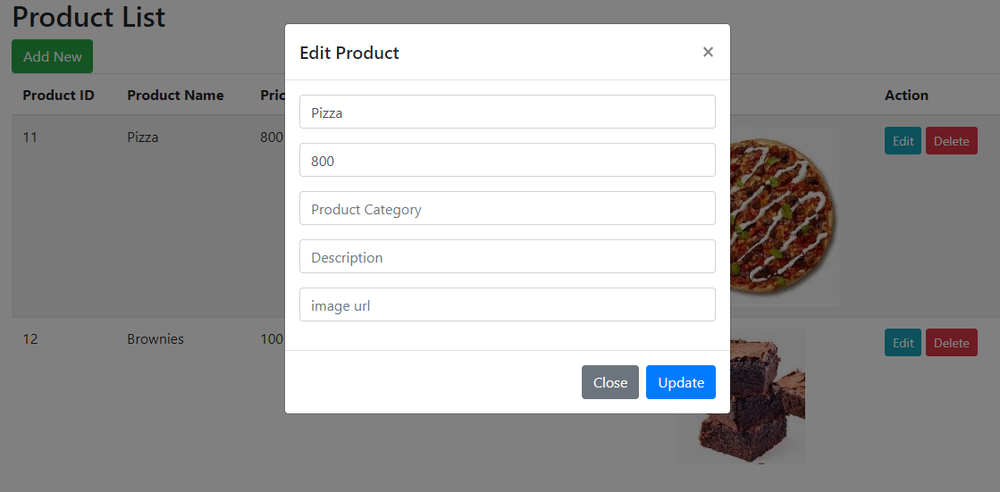 Product List
Add New
Edit Product ×
Product ID Product Name Pric Action
Pizza
800
Product Category
Description
image url
Close Update
11 Pizza 800 Edit Delete
12 Brownies 100 Edit Delete